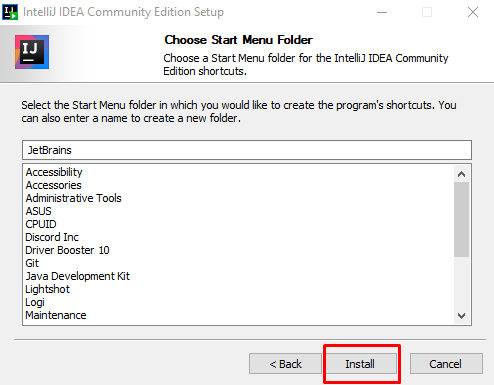 IntelliJ IDEA Community Edition Setup
IJ
Choose Start Menu Folder
Choose a Start Menu folder for the IntelliJ IDEA Community
Edition shortcuts.
Select the Start Menu folder in which you would like to create the program's shortcuts. You
can also enter a name to create a new folder.
JetBrains
Accessibility
Accessories
Administrative Tools
ASUS
CPUID
Discord Inc
Driver Booster 10
Git
Java Development Kit
Lightshot
Logi
Maintenance
< Back
Install
Cancel